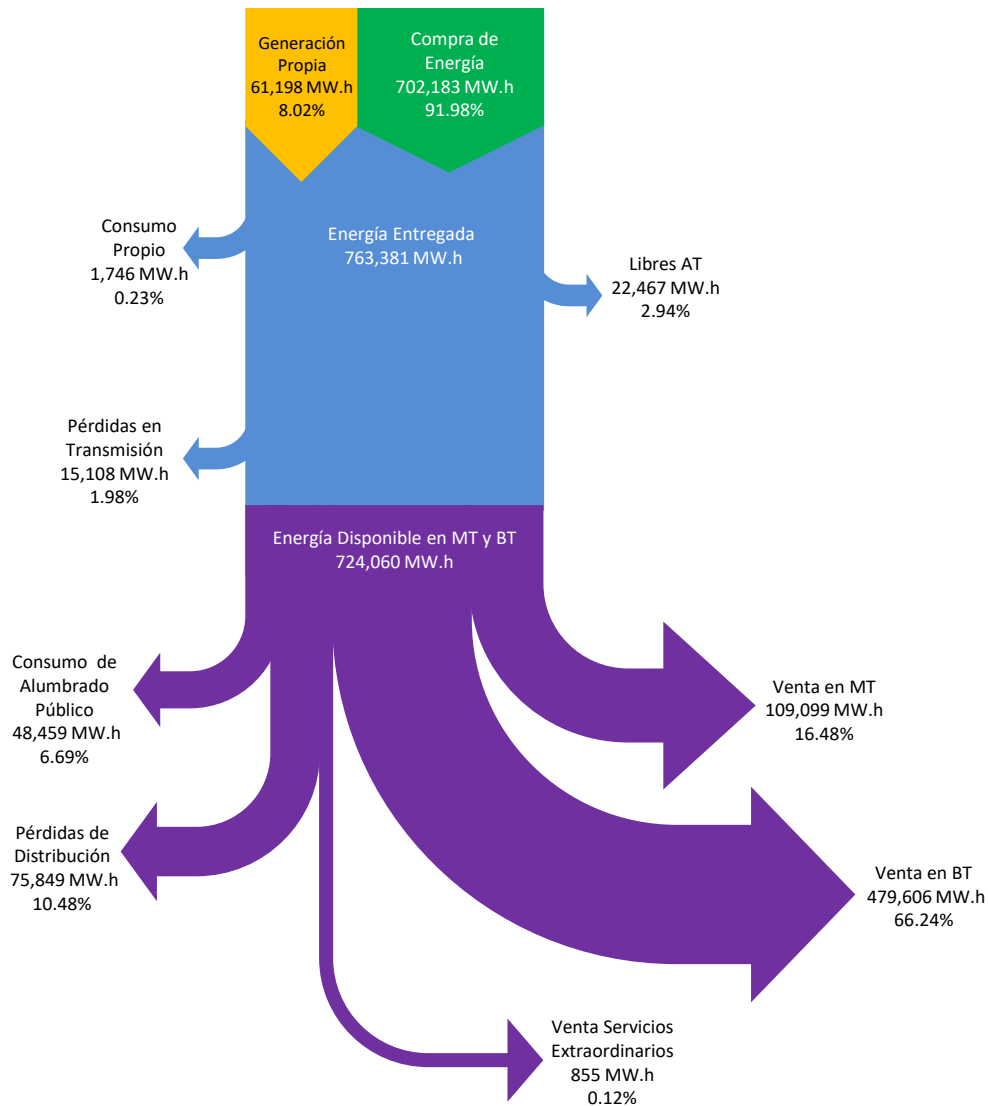 Generación
Propia
61,198 MW.h
8.02%
Compra de
Energía
702,183 MW.h
91.98%
Consumo
Propio
1,746 MW.h
0.23%
Energía Entregada
763,381 MW.h
Libres AT
22,467 MW.h
2.94%
Pérdidas en
Transmisión
15,108 MW.h
1.98%
Energía Disponible en MT y BT
724,060 MW.h
Consumo de
Alumbrado
Público
48,459 MW.h
6.69%
Venta en MT
109,099 MW.h
16.48%
Pérdidas de
Distribución
75,849 MW.h
10.48%
Venta en BT
479,606 MW.h
66.24%
Venta Servicios
Extraordinarios
855 MW.h
0.12%